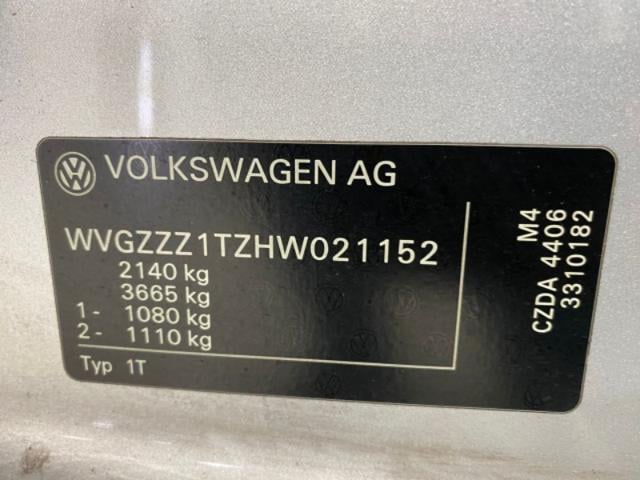 VOLKSWAGEN AG
WVGZZZ1TZHW021152
2140 kg
3665 kg
1 - 1080 kg
2 - 1110 kg
Typ 1T
M4
CZDA 4406
3310182